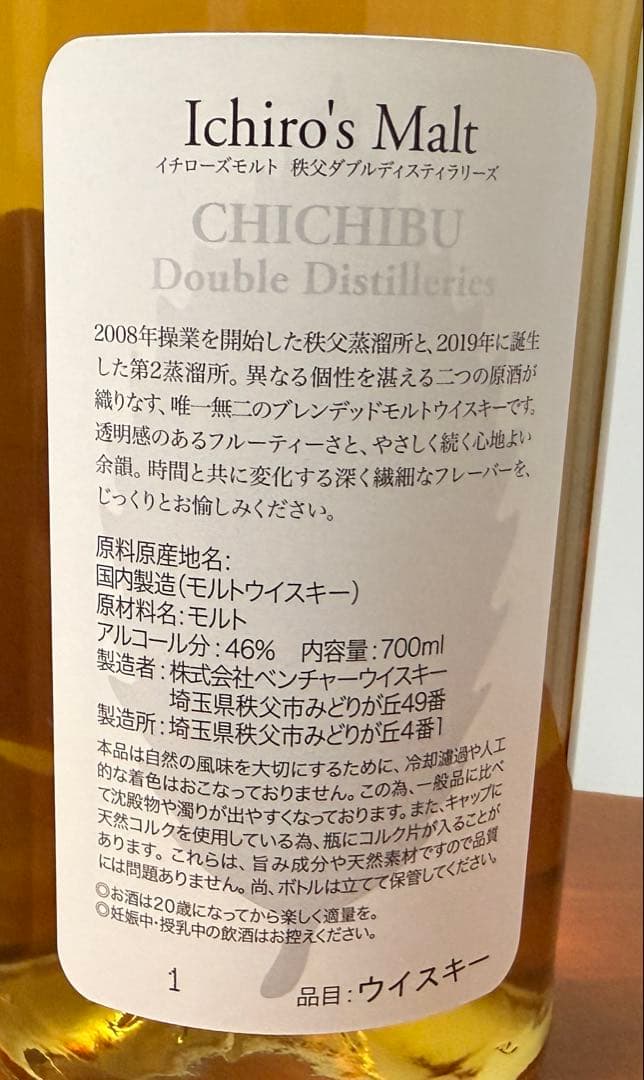 Ichiro's Malt
イチローズモルト 秩父ダブルディスティラリーズ
CHICHIBU
Double Distilleries
2008年操業を開始した秩父蒸溜所と、2019年に誕生
した第2蒸溜所。異なる個性を湛える二つの原酒が
織りなす、唯一無二のブレンデッドモルトウイスキーです。
透明感のあるフルーティーさと、やさしく続く心地よい
余韻。時間と共に変化する深く繊細なフレーバーを、
じっくりとお愉しみください。
原料原産地名:
国内製造(モルトウイスキー)
原材料名:モルト
アルコール分:46% 内容量:700ml
製造者:株式会社ベンチャーウイスキー
埼玉県秩父市みどりが丘49番
製造所:埼玉県秩父市みどりが丘4番1
本品は自然の風味を大切にするために、冷却濾過や人工
的な着色はおこなっておりません。この為、一般品に比べ
て沈殿物や濁りが出やすくなっております。また、キャップに
天然コルクを使用している為、瓶にコルク片が入ることが
あります。これらは、旨み成分や天然素材ですので品質
には問題ありません。尚、ボトルは立てて保管してください。
◎お酒は20歳になってから楽しく適量を。
◎妊娠中・授乳中の飲酒はお控えください。
1
品目:ウイスキー